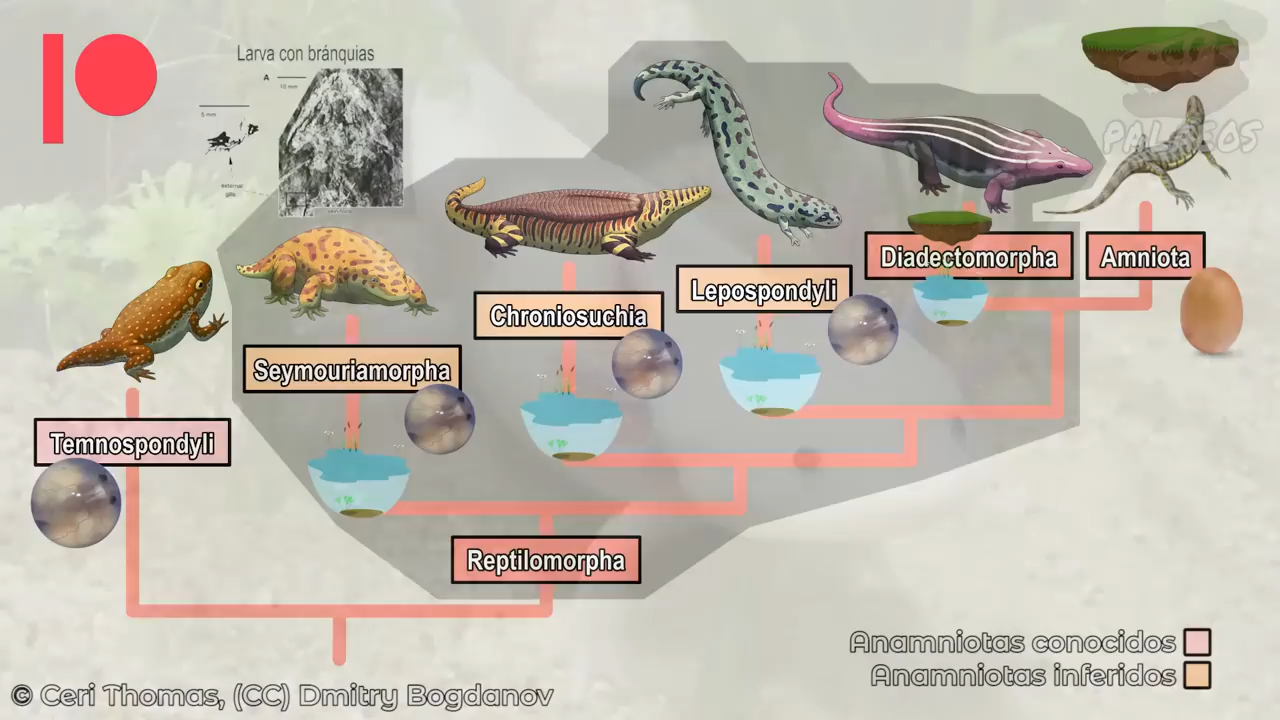 Larva con bránquias
A
10 mm
5 mm
external
gills
PALAEOS
Diadectomorpha
Amniota
Lepospondyli
Chroniosuchia
Seymouriamorpha
Temnospondyli
Reptilomorpha
Anamniotas conocidos
Anamniotas inferidos
© Ceri Thomas, (CC) Dmitry Bogdanov